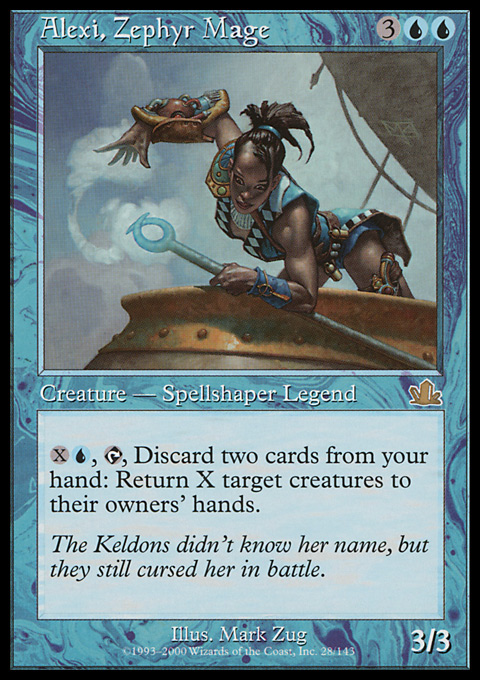 Alexi, Zephyr Mage 3
Creature — Spellshaper Legend
X , , Discard two cards from your
hand: Return X target creatures to
their owners' hands.
The Keldons didn't know her name, but
they still cursed her in battle.
Illus. Mark Zug
©1993–2000 Wizards of the Coast, Inc. 28/143
3/3